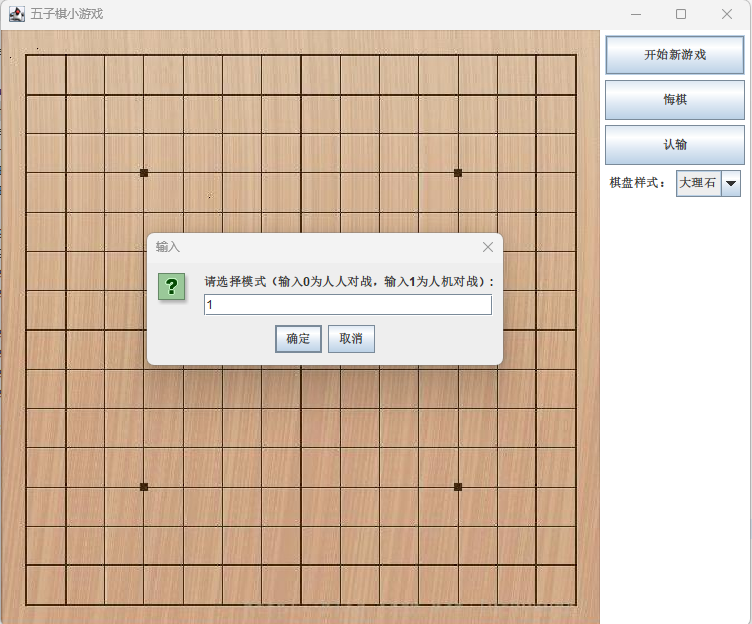 五子棋小游戏
开始新游戏
悔棋
认输
棋盘样式：
大理石
输入
请选择模式（输入0为人人对战，输入1为人机对战）：
1
确定
取消